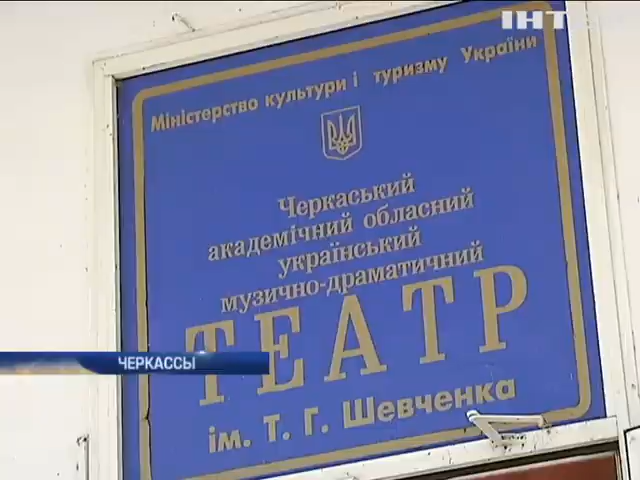 ІНТ
Міністерство культури і туризму України
Черкаський
академічний обласний
український
музично-драматичний
ТЕАТР
ЧЕРКАССЫ
ім. Т. Г. Шевченка